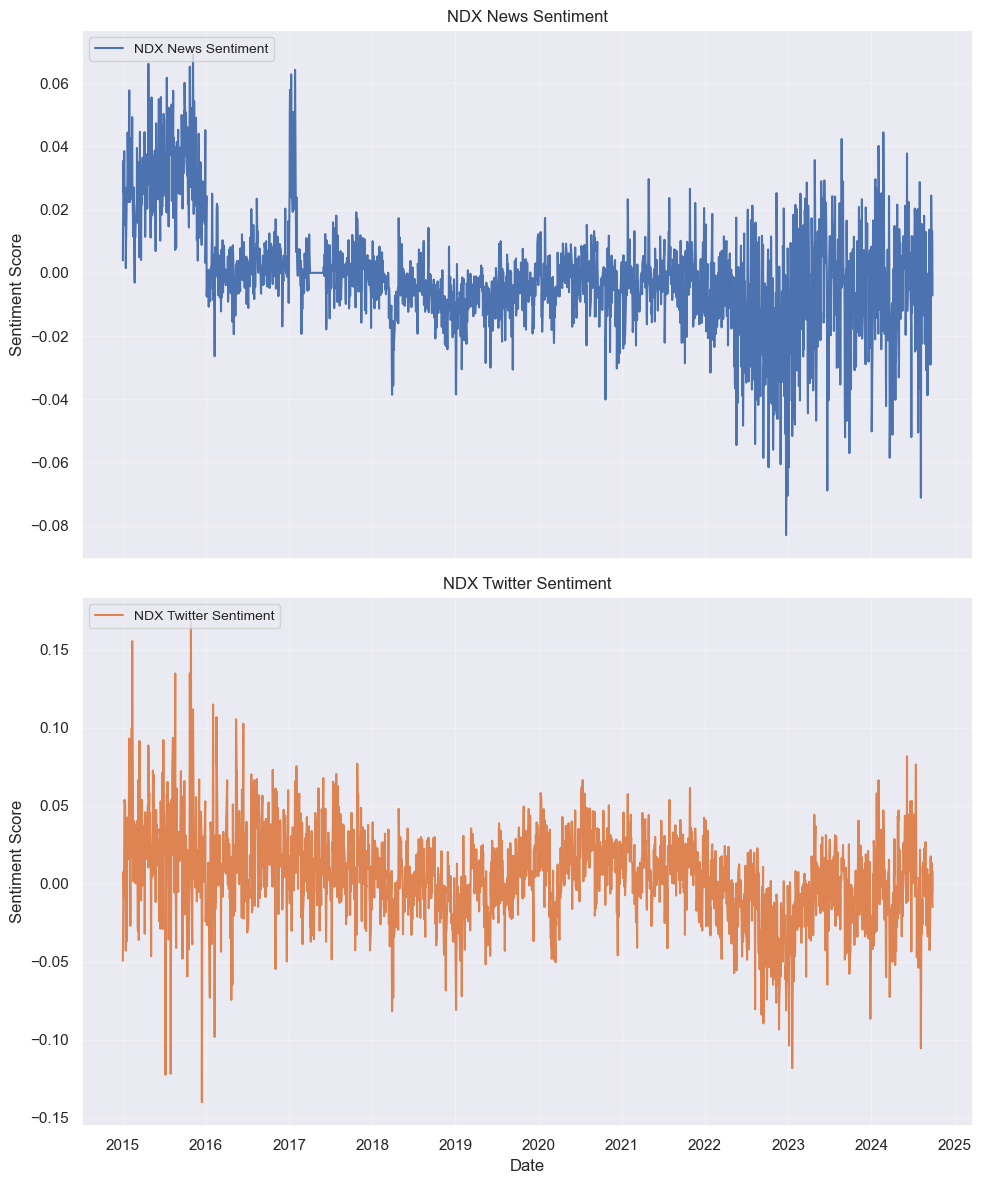 NDX News Sentiment
NDX News Sentiment
0.06
0.04
0.02
0.00
−0.02
−0.04
−0.06
−0.08
Sentiment Score
NDX Twitter Sentiment
NDX Twitter Sentiment
0.15
0.10
0.05
0.00
−0.05
−0.10
−0.15
Sentiment Score
2015 2016 2017 2018 2019 2020 2021 2022 2023 2024 2025
Date